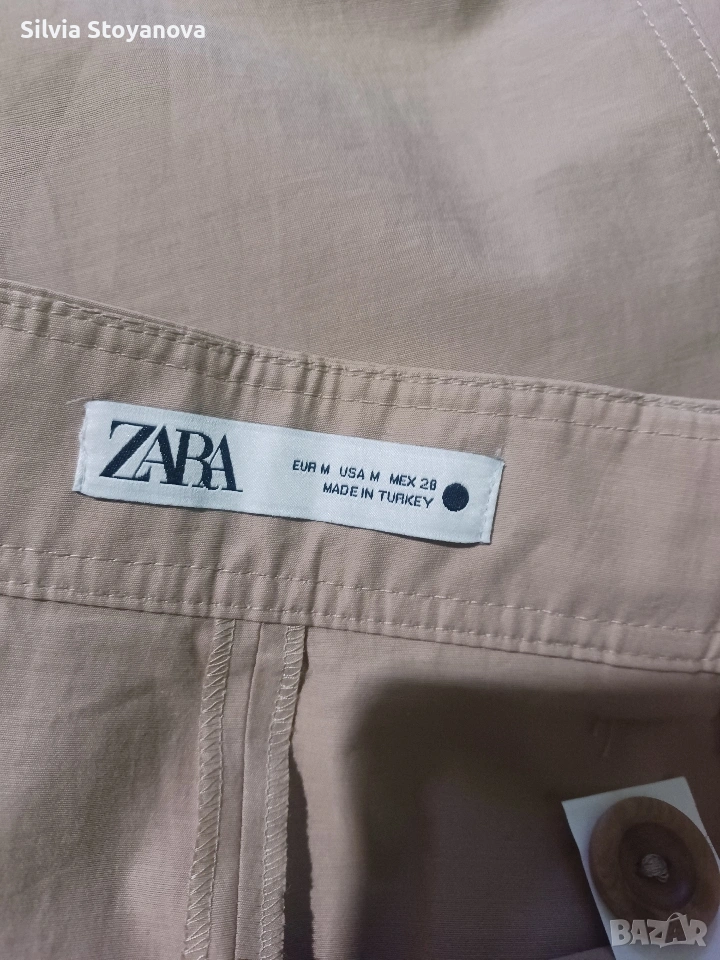 Silvia Stoyanova
ZARA
EUR M USA M MEX 28
MADE IN TURKEY
BAZAR